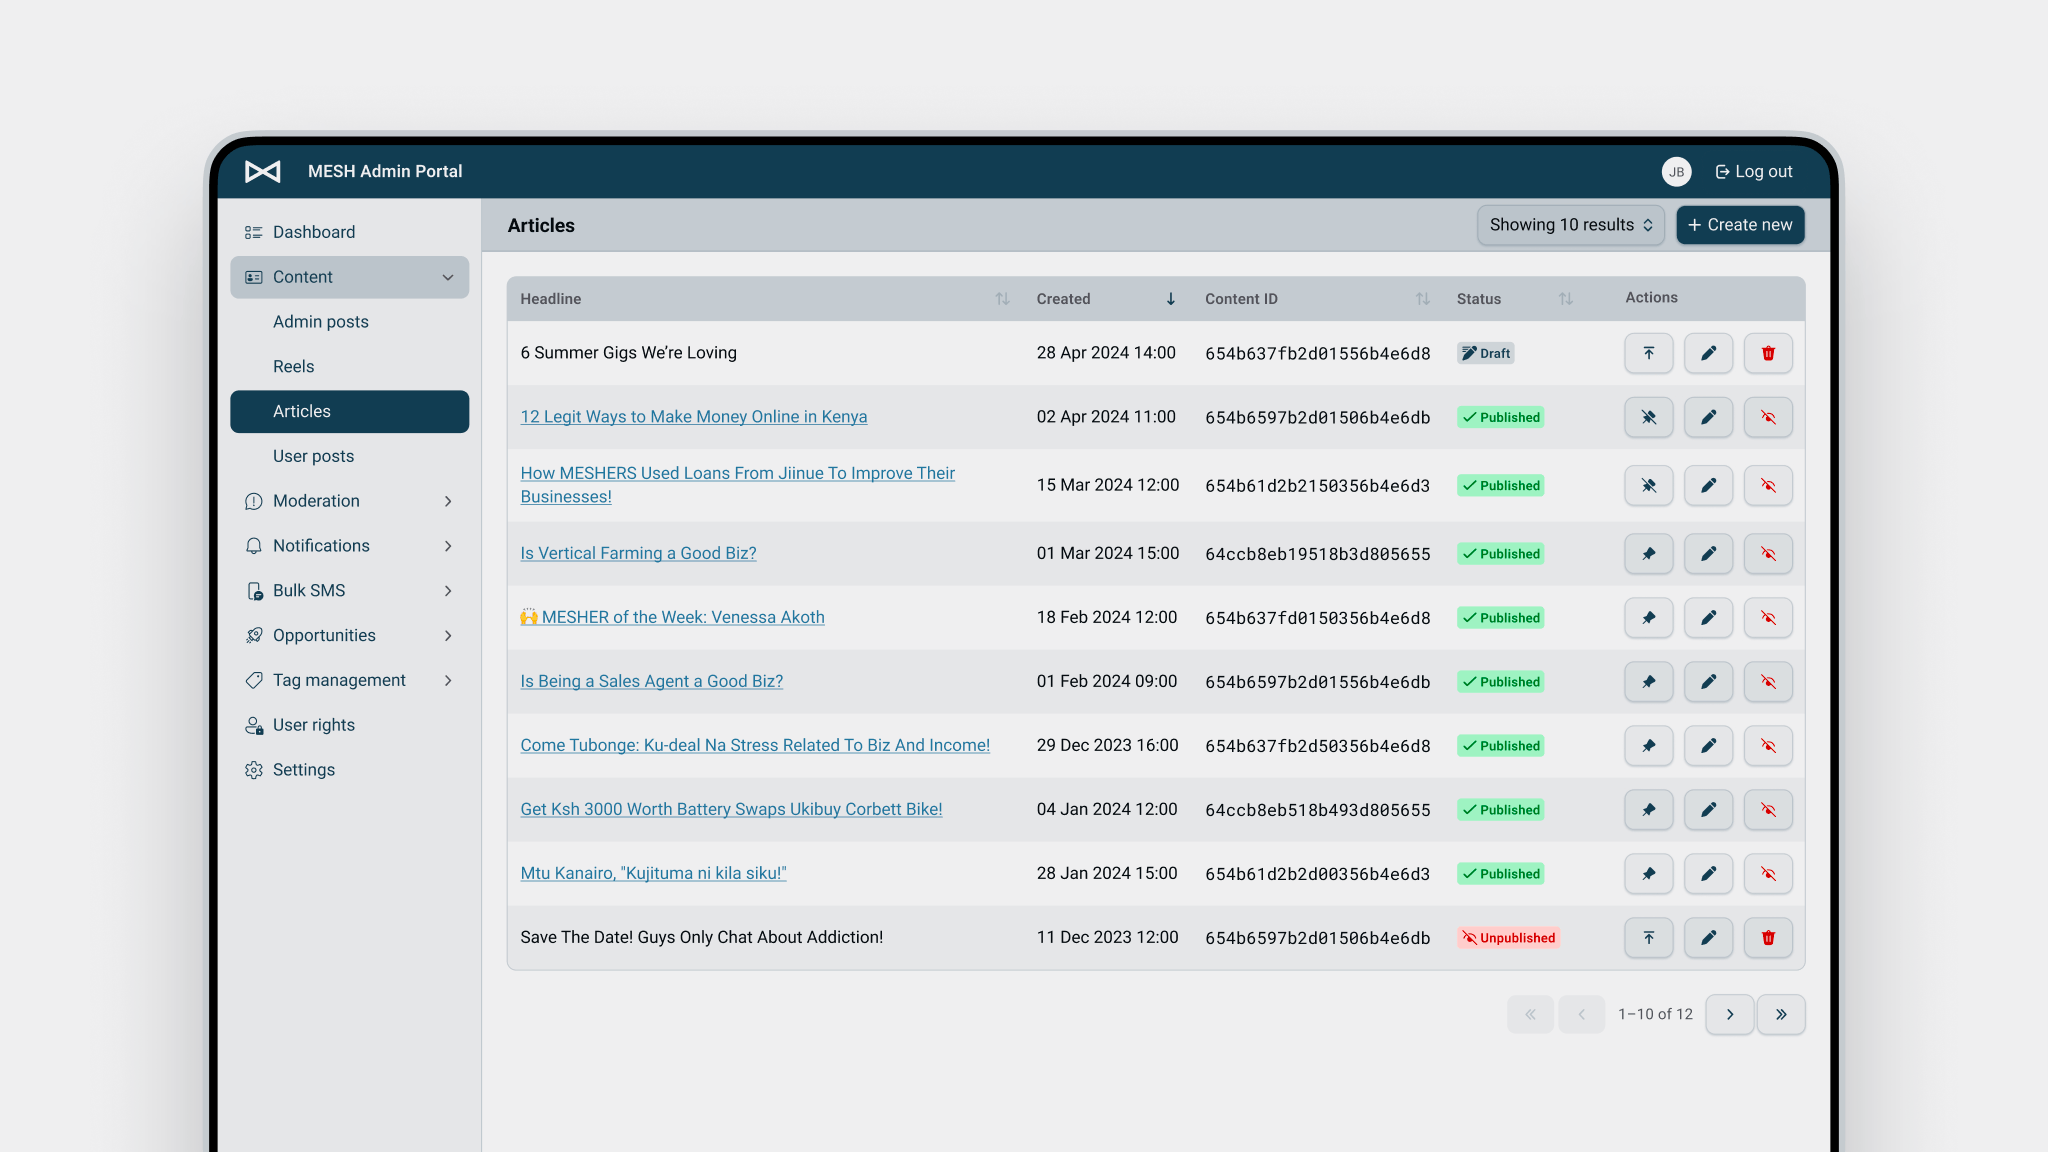 MESH Admin Portal
JB
Log out
Dashboard
Content
Admin posts
Reels
Articles
User posts
Moderation
Notifications
Bulk SMS
Opportunities
Tag management
User rights
Settings
Articles
Showing 10 results
+ Create new
Headline Created Content ID Status Actions
6 Summer Gigs We’re Loving 28 Apr 2024 14:00 654b637fb2d01556b4e6d8 Draft
12 Legit Ways to Make Money Online in Kenya 02 Apr 2024 11:00 654b6597b2d01506b4e6db Published
How MESHERS Used Loans From Jiinue To Improve Their
Businesses! 15 Mar 2024 12:00 654b61d2b2150356b4e6d3 Published
Is Vertical Farming a Good Biz? 01 Mar 2024 15:00 64ccb8eb19518b3d805655 Published
🙌 MESHER of the Week: Venessa Akoth 18 Feb 2024 12:00 654b637fd0150356b4e6d8 Published
Is Being a Sales Agent a Good Biz? 01 Feb 2024 09:00 654b6597b2d01556b4e6db Published
Come Tubonge: Ku-deal Na Stress Related To Biz And Income! 29 Dec 2023 16:00 654b637fb2d50356b4e6d8 Published
Get Ksh 3000 Worth Battery Swaps Ukibuy Corbett Bike! 04 Jan 2024 12:00 64ccb8eb518b493d805655 Published
Mtu Kanairo, "Kujituma ni kila siku!" 28 Jan 2024 15:00 654b61d2b2d00356b4e6d3 Published
Save The Date! Guys Only Chat About Addiction! 11 Dec 2023 12:00 654b6597b2d01506b4e6db Unpublished
1–10 of 12